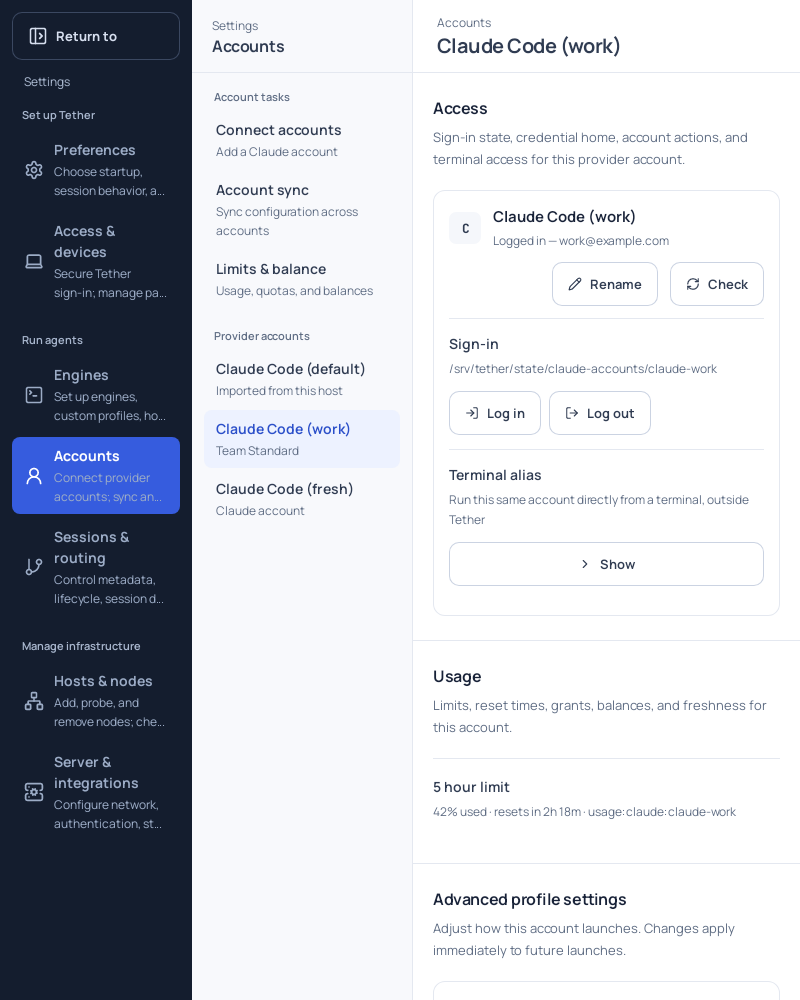 Return to
Settings
Set up Tether
Preferences
Choose startup,
session behavior, a...
Access &
devices
Secure Tether
sign-in; manage pa...
Run agents
Engines
Set up engines,
custom profiles, ho...
Accounts
Connect provider
accounts; sync an...
Sessions &
routing
Control metadata,
lifecycle, session d...
Manage infrastructure
Hosts & nodes
Add, probe, and
remove nodes; che...
Server &
integrations
Configure network,
authentication, st...
Settings
Accounts
Account tasks
Connect accounts
Add a Claude account
Account sync
Sync configuration across
accounts
Limits & balance
Usage, quotas, and balances
Provider accounts
Claude Code (default)
Imported from this host
Claude Code (work)
Team Standard
Claude Code (fresh)
Claude account
Accounts
Claude Code (work)
Access
Sign-in state, credential home, account actions, and
terminal access for this provider account.
C
Claude Code (work)
Logged in — work@example.com
Rename
Check
Sign-in
/srv/tether/state/claude-accounts/claude-work
Log in
Log out
Terminal alias
Run this same account directly from a terminal, outside
Tether
Show
Usage
Limits, reset times, grants, balances, and freshness for
this account.
5 hour limit
42% used · resets in 2h 18m · usage:claude:claude-work
Advanced profile settings
Adjust how this account launches. Changes apply
immediately to future launches.